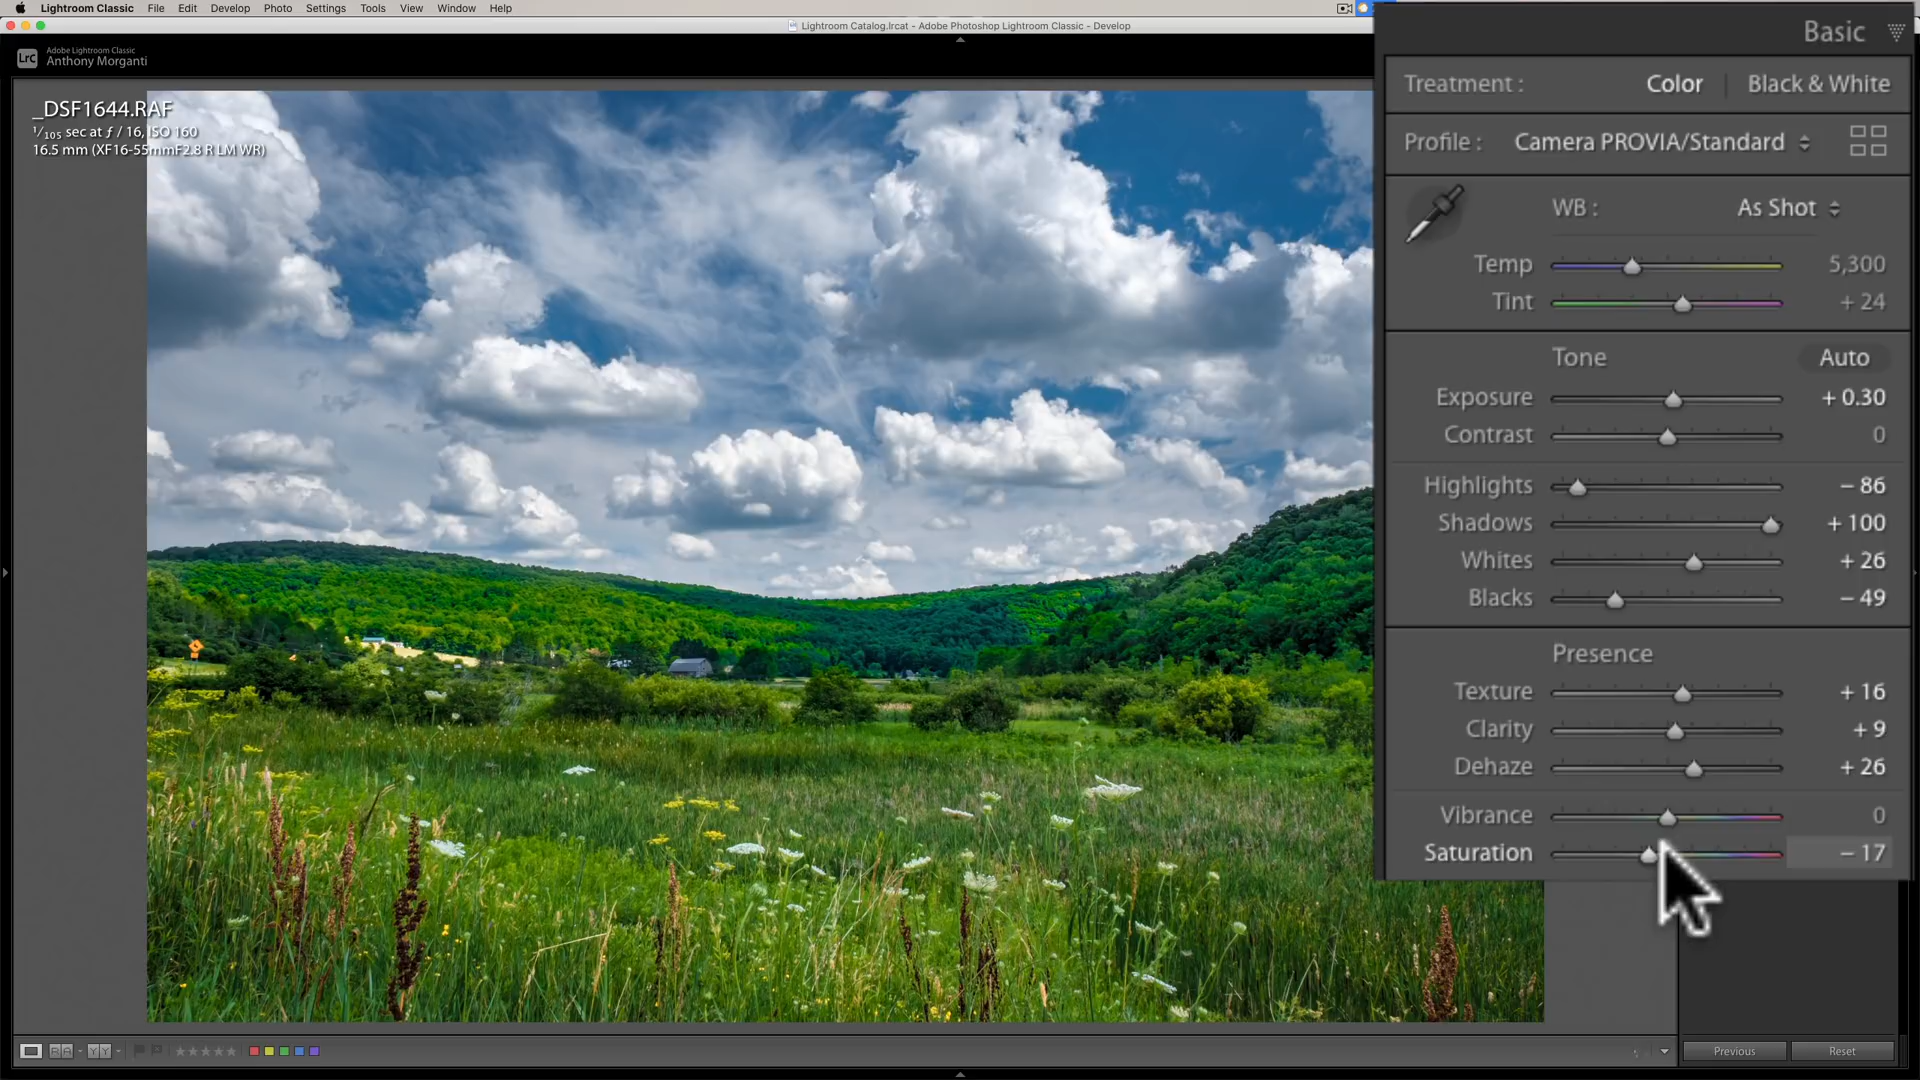 Lightroom Classic File Edit Develop Photo Settings Tools View Window Help
Lightroom Catalog.lrcat - Adobe Photoshop Lightroom Classic - Develop
LrC
Adobe Lightroom Classic
Anthony Morganti
_DSF1644.RAF
1/105 sec at ƒ / 16, ISO 160
16.5 mm (XF16-55mmF2.8 R LM WR)
Basic
Treatment : Color Black & White
Profile : Camera PROVIA/Standard
WB : As Shot
Temp 5,300
Tint + 24
Tone Auto
Exposure + 0.30
Contrast 0
Highlights − 86
Shadows + 100
Whites + 26
Blacks − 49
Presence
Texture + 16
Clarity + 9
Dehaze + 26
Vibrance 0
Saturation − 17
R A Y Y
Previous Reset